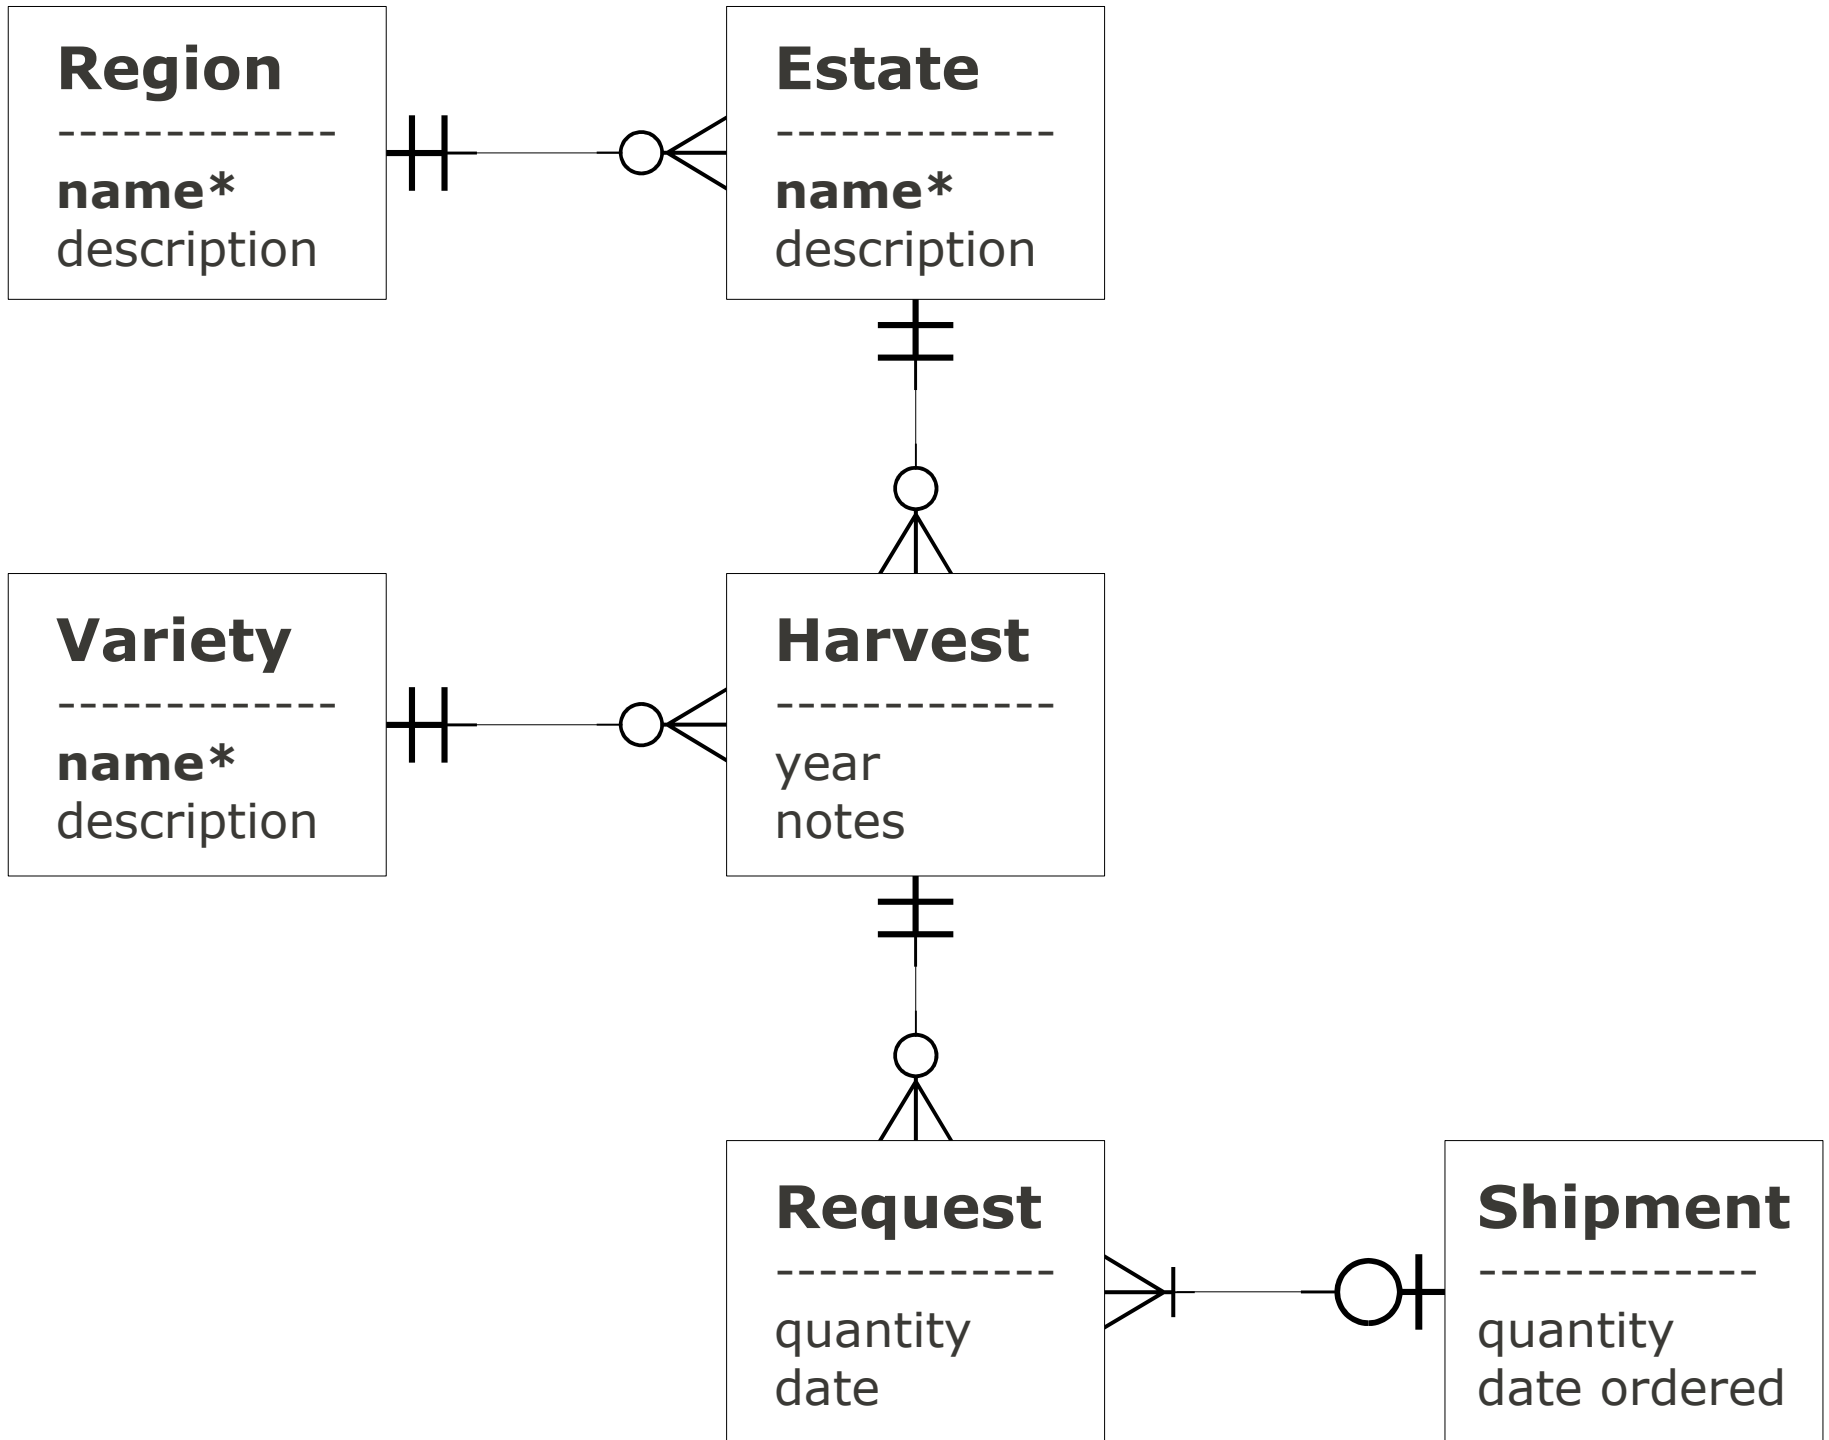 Region
-------------
name*
description
Estate
-------------
name*
description
Variety
-------------
name*
description
Harvest
-------------
year
notes
Request
-------------
quantity
date
Shipment
-------------
quantity
date ordered